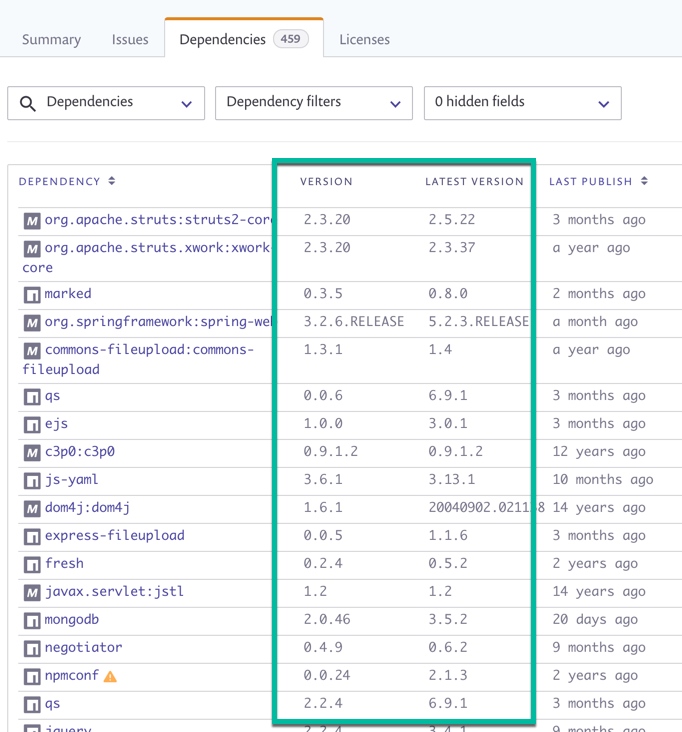 Summary Issues Dependencies 459 Licenses
Dependencies Dependency filters 0 hidden fields
DEPENDENCY VERSION LATEST VERSION LAST PUBLISH
M org.apache.struts:struts2-core 2.3.20 2.5.22 3 months ago
M org.apache.struts.xwork:xwork- 2.3.20 2.3.37 a year ago
core
marked 0.3.5 0.8.0 2 months ago
M org.springframework:spring-web 3.2.6.RELEASE 5.2.3.RELEASE a month ago
M commons-fileupload:commons- 1.3.1 1.4 a year ago
fileupload
qs 0.0.6 6.9.1 3 months ago
ejs 1.0.0 3.0.1 3 months ago
M c3p0:c3p0 0.9.1.2 0.9.1.2 12 years ago
js-yaml 3.6.1 3.13.1 10 months ago
M dom4j:dom4j 1.6.1 14 years ago
express-fileupload 0.0.5 1.1.6 3 months ago
fresh 0.2.4 0.5.2 2 years ago
M javax.servlet:jstl 1.2 1.2 14 years ago
mongodb 2.0.46 3.5.2 20 days ago
negotiator 0.4.9 0.6.2 9 months ago
npmconf 0.0.24 2.1.3 2 years ago
qs 2.2.4 6.9.1 3 months ago
jquery 2.2.4 3.4.1 9 months ago